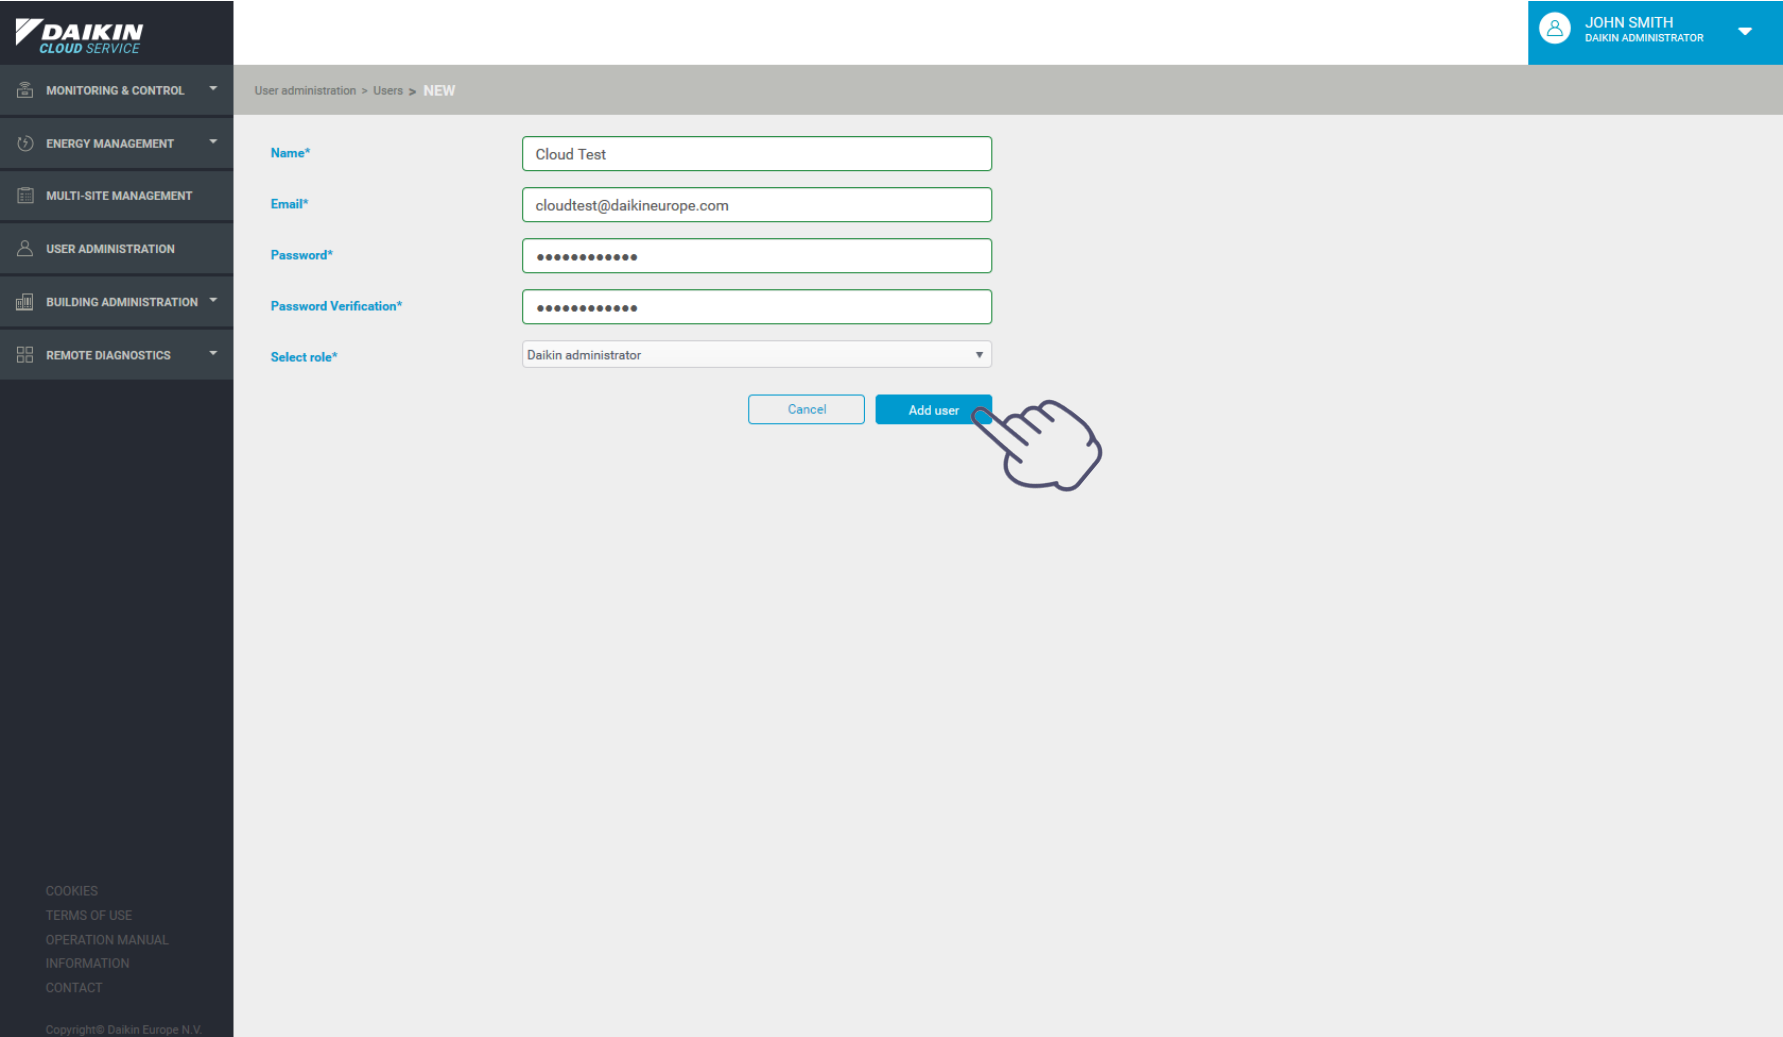 DAIKIN
CLOUD SERVICE
JOHN SMITH
DAIKIN ADMINISTRATOR
MONITORING & CONTROL
ENERGY MANAGEMENT
MULTI-SITE MANAGEMENT
USER ADMINISTRATION
BUILDING ADMINISTRATION
REMOTE DIAGNOSTICS
User administration > Users > NEW
Name* Cloud Test
Email* cloudtest@daikineurope.com
Password* ●●●●●●●●●●●●
Password Verification* ●●●●●●●●●●●●
Select role* Daikin administrator
Cancel Add user
COOKIES
TERMS OF USE
OPERATION MANUAL
INFORMATION
CONTACT
Copyright© Daikin Europe N.V.